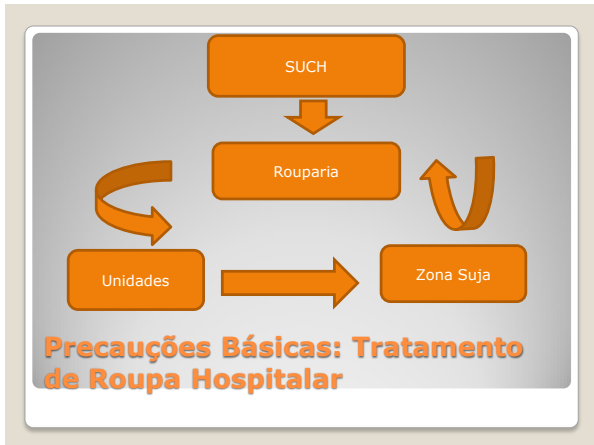 SUCH
Rouparia
Unidades
Zona Suja
Precauções Básicas: Tratamento
de Roupa Hospitalar